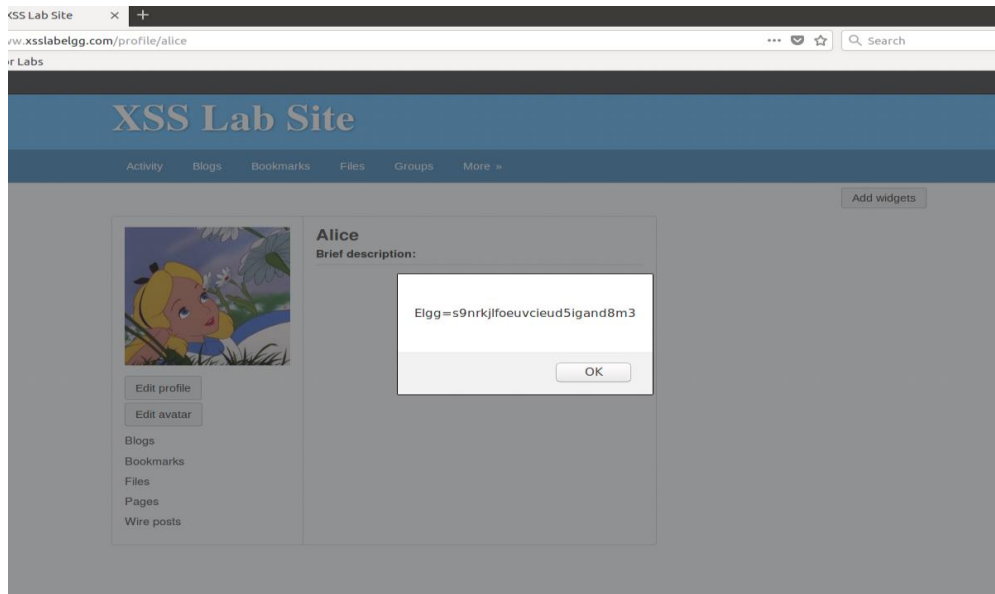 XSS Lab Site × +
ww.xsslabelgg.com/profile/alice ••• Search
or Labs
XSS Lab Site
Activity Blogs Bookmarks Files Groups More »
Add widgets
Alice
Brief description:
Elgg=s9nrkjlfoeuvcieud5igand8m3
OK
Edit profile
Edit avatar
Blogs
Bookmarks
Files
Pages
Wire posts